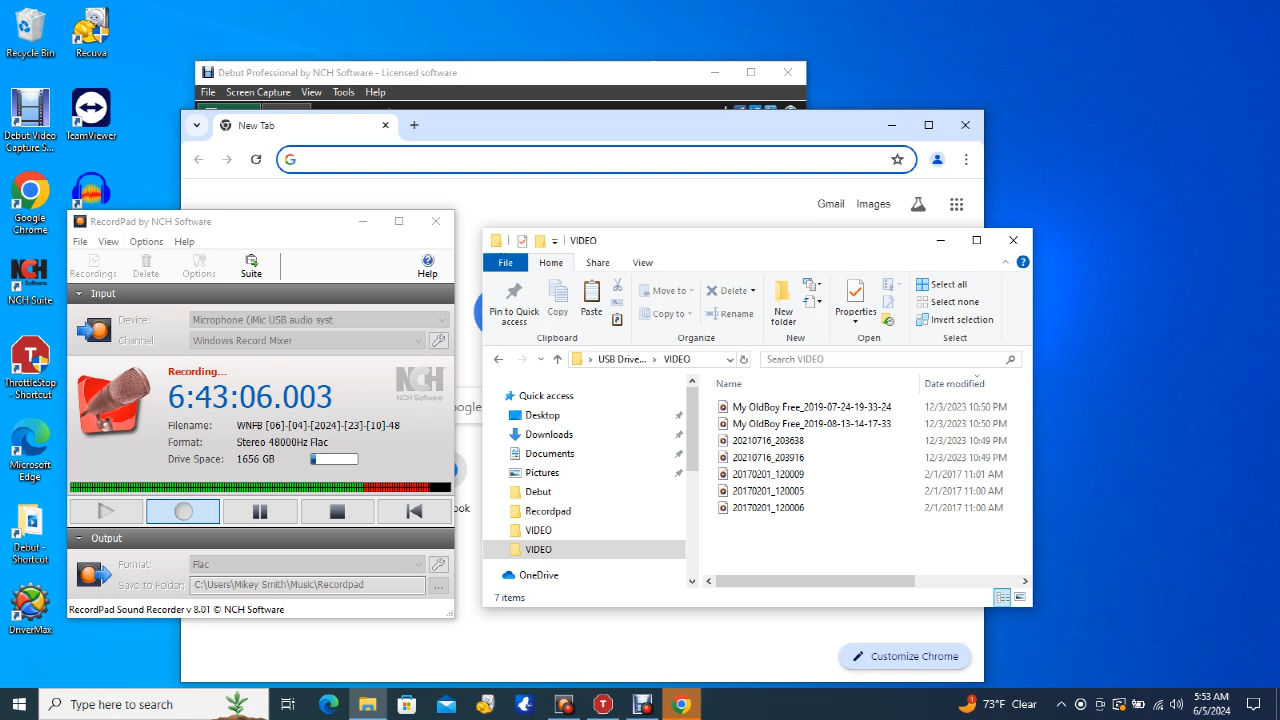 Recycle Bin
Recuva
Debut Video
Capture S...
TeamViewer
Google
Chrome
NCH Suite
ThrottleStop
- Shortcut
Microsoft
Edge
Debut -
Shortcut
DriverMax
Debut Professional by NCH Software - Licensed software
File Screen Capture View Tools Help
New Tab
Gmail Images
RecordPad by NCH Software
File View Options Help
Recordings Delete Options Suite Help
Input
Device: Microphone (iMic USB audio syst
Channel: Windows Record Mixer
Recording...
6:43:06.003
NCH
NCH Software
Filename: WNFB [06]-[04]-[2024]-[23]-[10]-48
Format: Stereo 48000Hz Flac
Drive Space: 1656 GB
Output
Format: Flac
Save to Folder: C:\Users\Mikey Smith\Music\Recordpad
...
RecordPad Sound Recorder v 8.01 © NCH Software
VIDEO
File Home Share View
Pin to Quick
access
Copy
Paste
Clipboard
Move to
Copy to
Delete
Rename
Organize
New
folder
New
Properties
Open
Select all
Select none
Invert selection
Select
USB Drive... VIDEO
Search VIDEO
Quick access
Desktop
Downloads
Documents
Pictures
Debut
Recordpad
VIDEO
VIDEO
OneDrive
Name Date modified
My OldBoy Free_2019-07-24-19-33-24 12/3/2023 10:50 PM
My OldBoy Free_2019-08-13-14-17-33 12/3/2023 10:50 PM
20210716_203638 12/3/2023 10:49 PM
20210716_203916 12/3/2023 10:49 PM
20170201_120009 2/1/2017 11:01 AM
20170201_120005 2/1/2017 11:00 AM
20170201_120006 2/1/2017 11:00 AM
7 items
Customize Chrome
Type here to search
73°F Clear
5:53 AM
6/5/2024